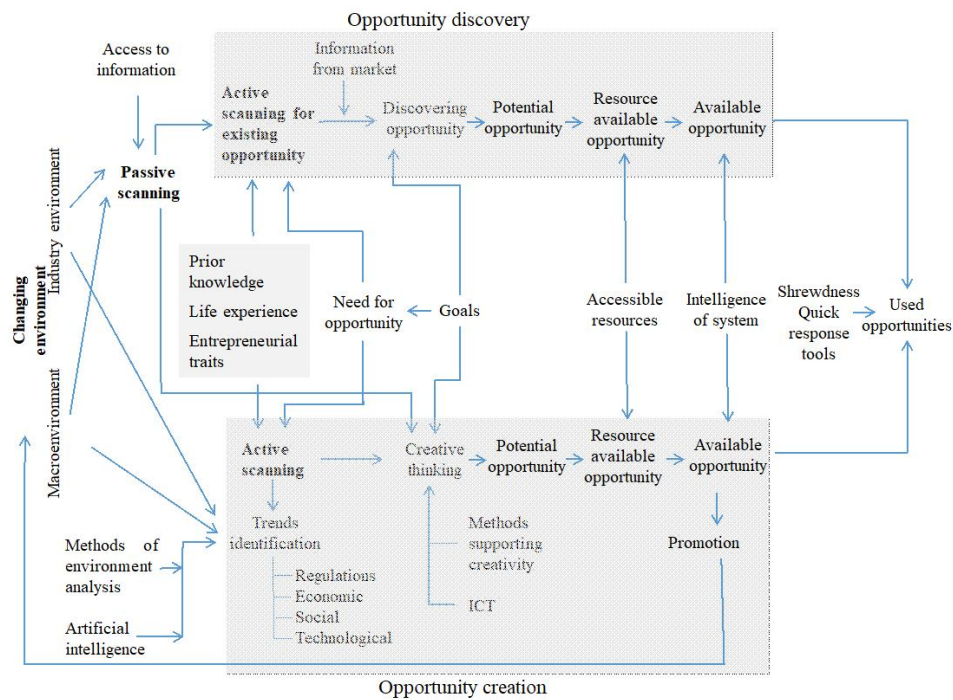 Opportunity discovery
Access to
information
Information
from market
Active
scanning for
existing
opportunity
Discovering
opportunity
Potential
opportunity
Resource
available
opportunity
Available
opportunity
Passive
scanning
Changing
environment
Industry environment
Macroenvironment
Prior
knowledge
Life experience
Entrepreneurial
traits
Need for
opportunity
Goals
Accessible
resources
Intelligence
of system
Shrewdness
Quick
response
tools
Used
opportunities
Active
scanning
Creative
thinking
Potential
opportunity
Resource
available
opportunity
Available
opportunity
Trends
identification
Regulations
Economic
Social
Technological
Methods
supporting
creativity
ICT
Promotion
Methods of
environment
analysis
Artificial
intelligence
Opportunity creation